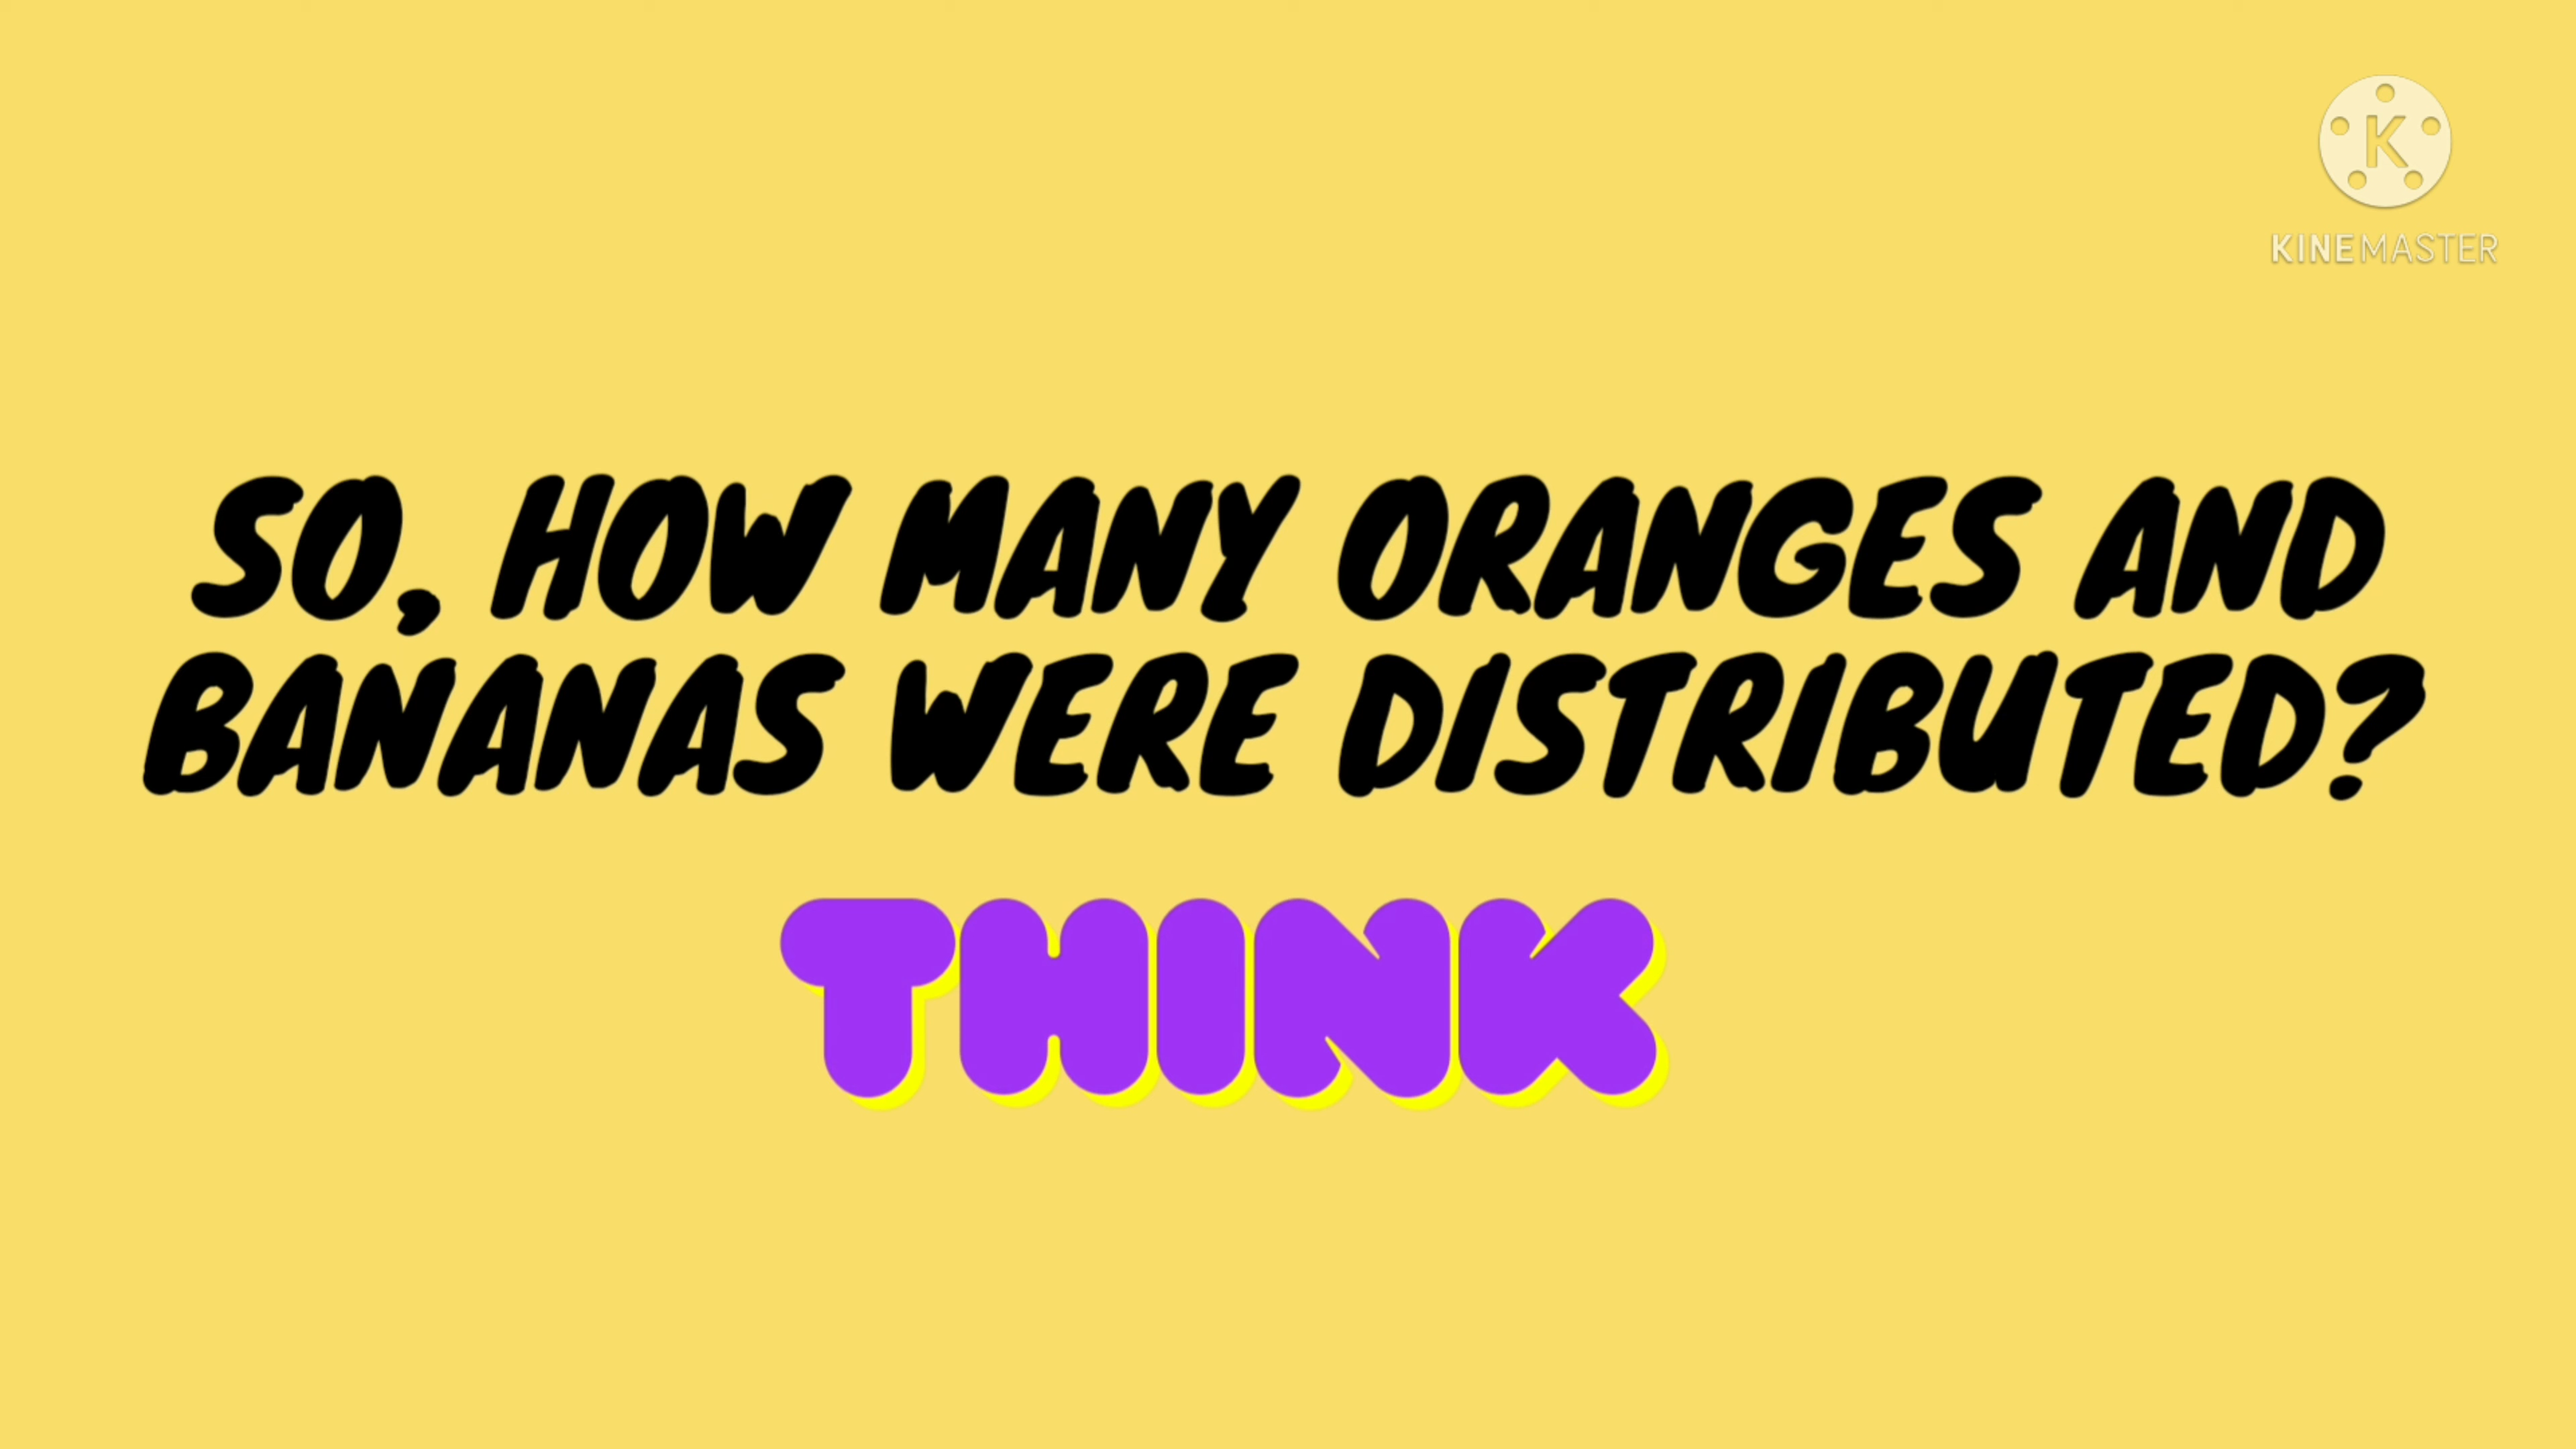 K
KINEMASTER
SO, HOW MANY ORANGES AND
BANANAS WERE DISTRIBUTED?
THINK